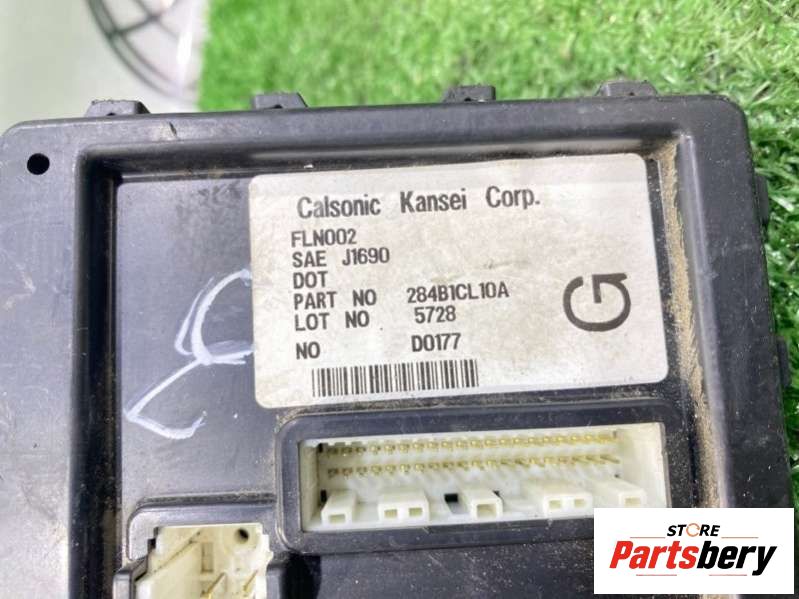 Calsonic Kansei Corp.
FLN002
SAE J1690
DOT
PART NO 284B1CL10A
LOT NO 5728
NO D0177
G
STORE
Partsbery